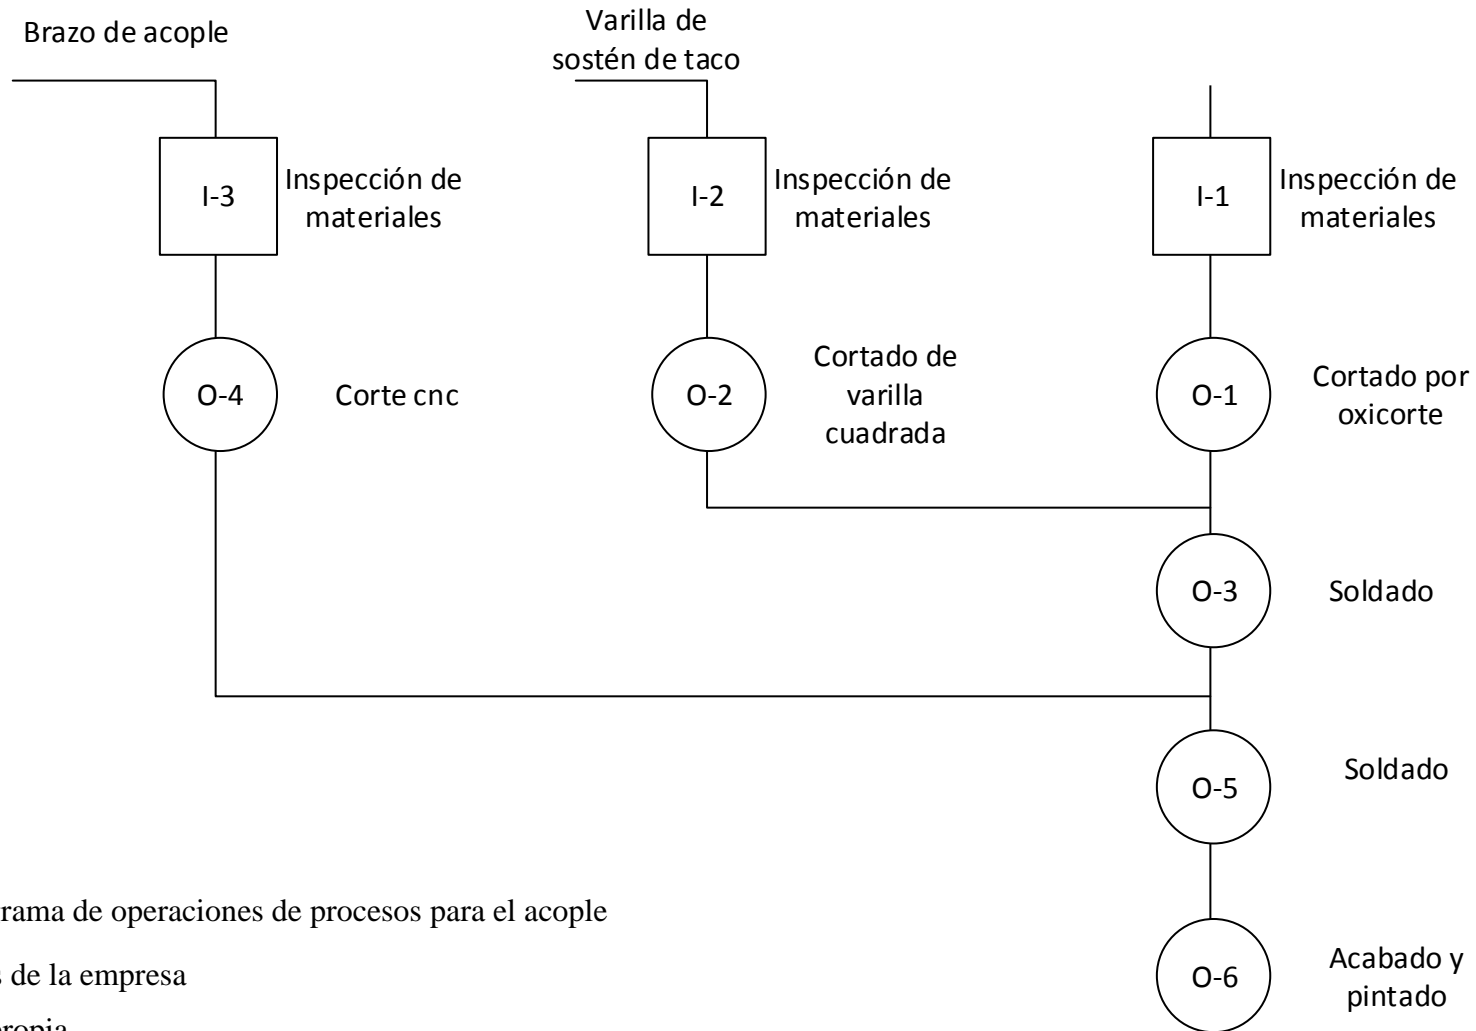 Brazo de acople
Varilla de
sostén de taco
I-3
Inspección de
materiales
I-2
Inspección de
materiales
I-1
Inspección de
materiales
O-4
Corte cnc
O-2
Cortado de
varilla
cuadrada
O-1
Cortado por
oxicorte
O-3
Soldado
O-5
Soldado
O-6
Acabado y
pintado
rama de operaciones de procesos para el acople
s de la empresa
propia